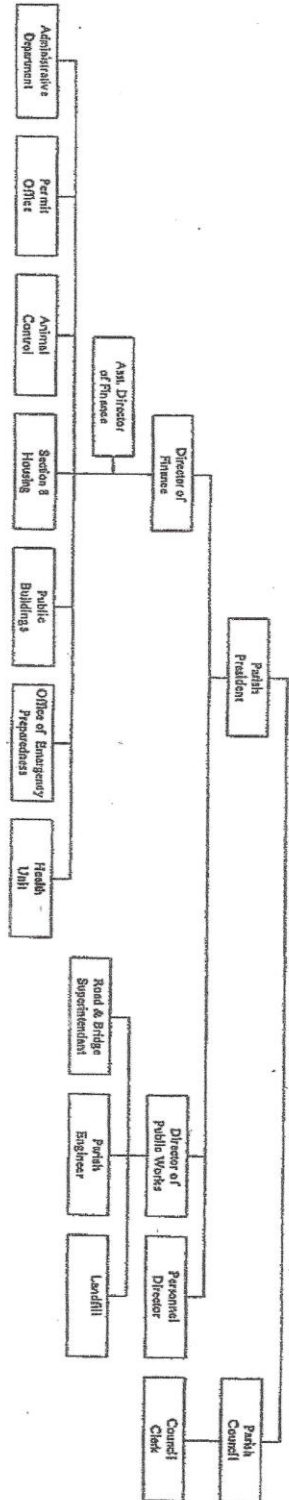 Parish
President
Parish
Council
Council
Clerk
Director of
Finance
Director of
Public Works
Personnel
Director
Asst. Director
of Finance
Road & Bridge
Superintendant
Parish
Engineer
Landfill
Administrative
Department
Permit
Office
Animal
Control
Section 8
Housing
Public
Buildings
Office of Emergency
Preparedness
Health
Unit